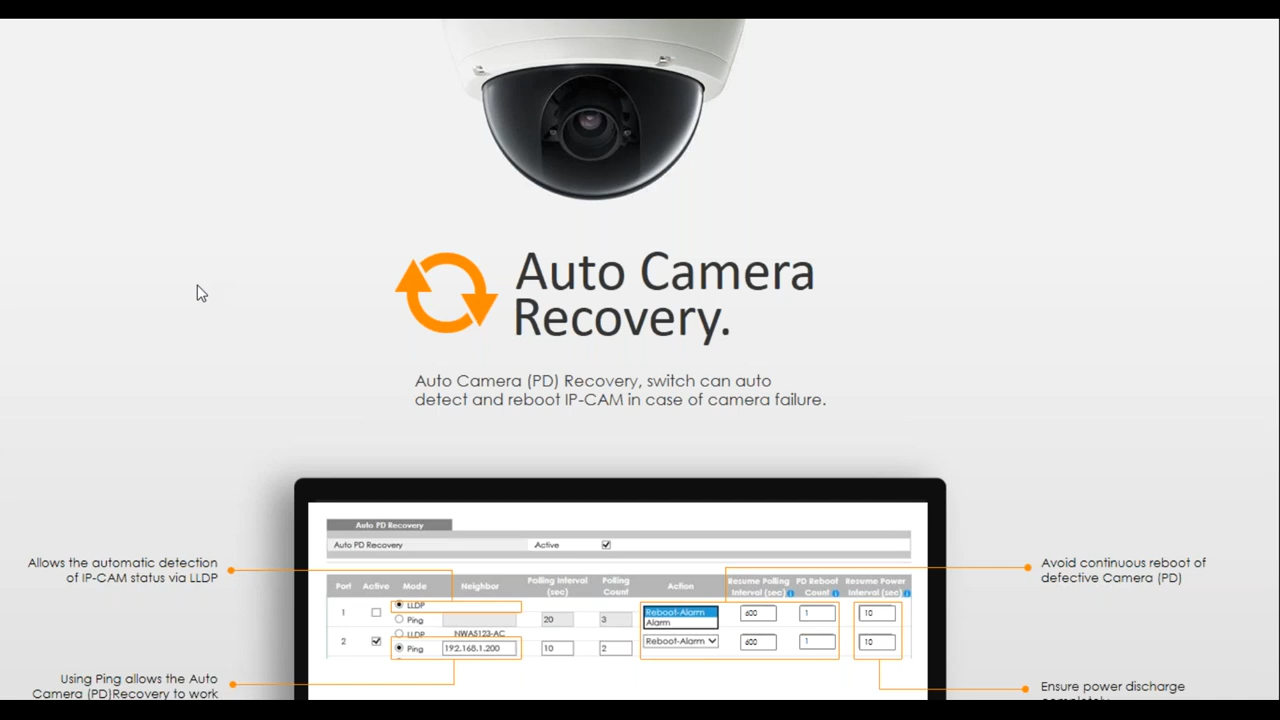 Auto Camera
Recovery.
Auto Camera (PD) Recovery, switch can auto
detect and reboot IP-CAM in case of camera failure.
Auto PD Recovery
Auto PD Recovery Active
Allows the automatic detection
of IP-CAM status via LLDP
Avoid continuous reboot of
defective Camera (PD)
Port Active Mode Neighbor Polling Interval (sec) Polling Count Action Resume Polling Interval (sec) PD Reboot Count Resume Power Interval (sec)
1 LLDP
Ping 20 3 Reboot-Alarm 600 1 10
Alarm
2 LLDP NWA5123-AC
Ping 192.168.1.200 10 2 Reboot-Alarm 600 1 10
Using Ping allows the Auto
Camera (PD)Recovery to work
Ensure power discharge